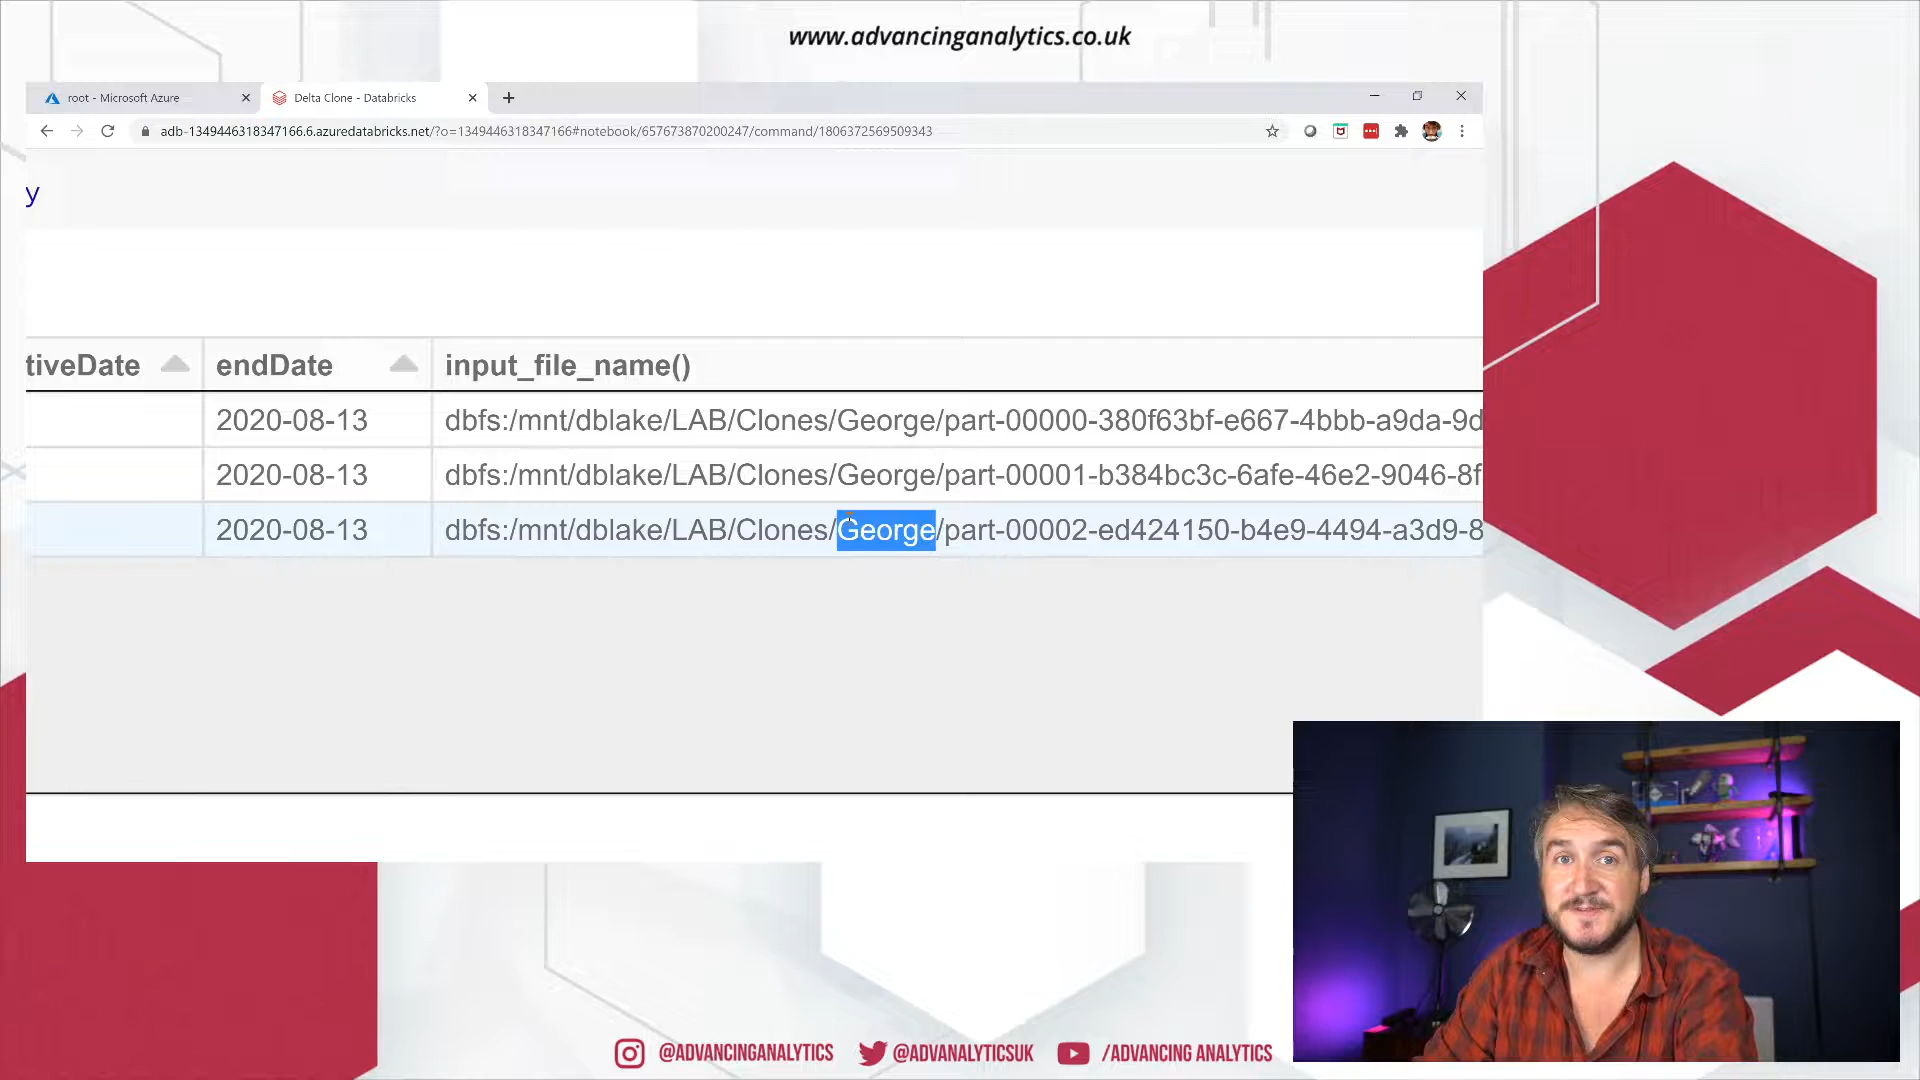 www.advancinganalytics.co.uk
root - Microsoft Azure
Delta Clone - Databricks
adb-1349446318347166.6.azuredatabricks.net/?o=1349446318347166#notebook/657673870200247/command/1806372569509343
y
tiveDate endDate input_file_name()
2020-08-13 dbfs:/mnt/dblake/LAB/Clones/George/part-00000-380f63bf-e667-4bbb-a9da-9d
2020-08-13 dbfs:/mnt/dblake/LAB/Clones/George/part-00001-b384bc3c-6afe-46e2-9046-8f
2020-08-13 dbfs:/mnt/dblake/LAB/Clones/George/part-00002-ed424150-b4e9-4494-a3d9-8
@ADVANCINGANALYTICS @ADVANALYTICSUK /ADVANCING ANALYTICS